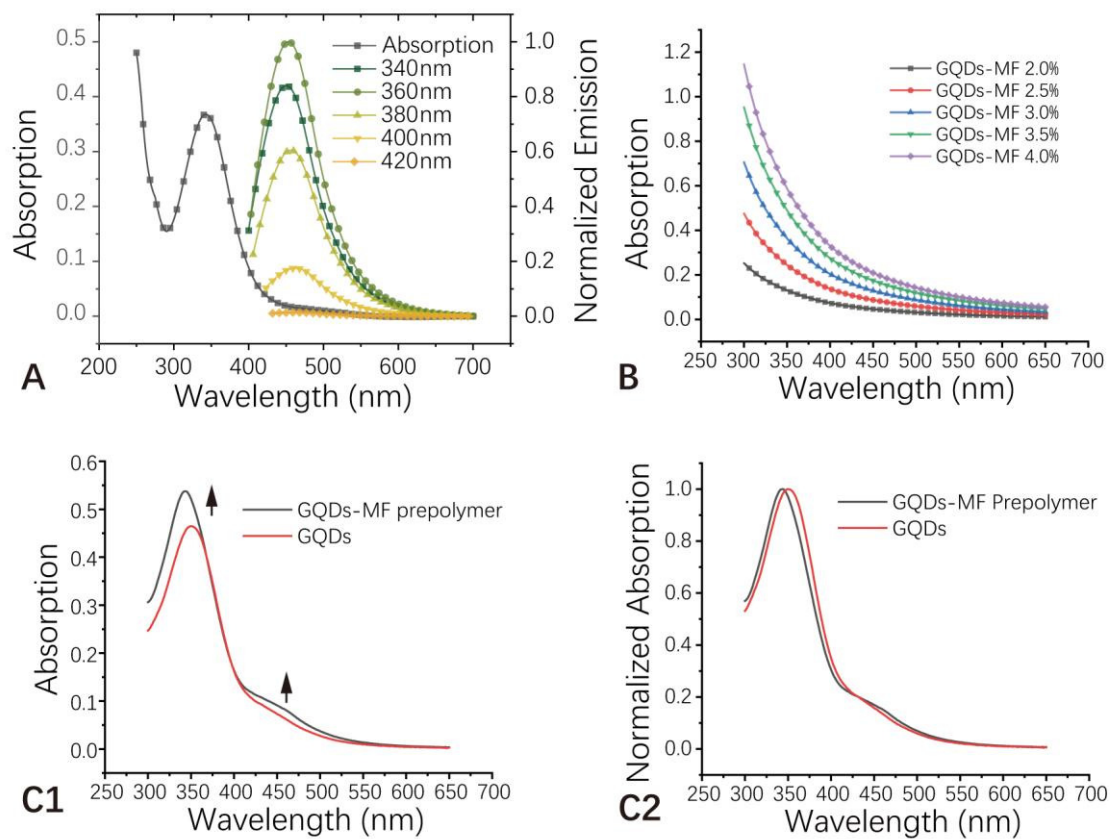 0.5
0.4
0.3
0.2
0.1
0.0
Absorption
1.0
0.8
0.6
0.4
0.2
0.0
Normalized Emission
Absorption
340nm
360nm
380nm
400nm
420nm
200 300 400 500 600 700
Wavelength (nm)
A
1.2
1.0
0.8
0.6
0.4
0.2
0.0
Absorption
GQDs-MF 2.0%
GQDs-MF 2.5%
GQDs-MF 3.0%
GQDs-MF 3.5%
GQDs-MF 4.0%
250 300 350 400 450 500 550 600 650 700
Wavelength (nm)
B
0.6
0.5
0.4
0.3
0.2
0.1
0.0
Absorption
GQDs-MF prepolymer
GQDs
250 300 350 400 450 500 550 600 650 700
Wavelength (nm)
C1
1.0
0.8
0.6
0.4
0.2
0.0
Normalized Absorption
GQDs-MF Prepolymer
GQDs
250 300 350 400 450 500 550 600 650 700
Wavelength (nm)
C2